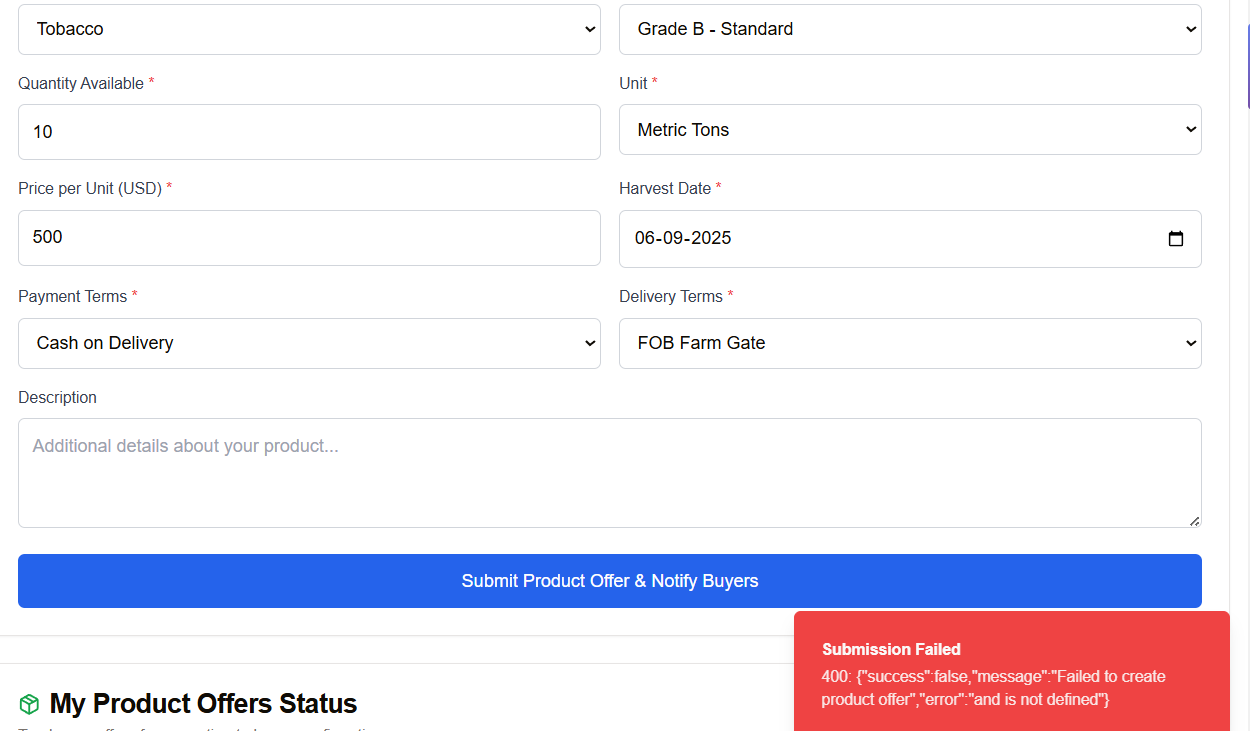 Tobacco
Grade B - Standard
Quantity Available *
Unit *
10
Metric Tons
Price per Unit (USD) *
Harvest Date *
500
06-09-2025
Payment Terms *
Delivery Terms *
Cash on Delivery
FOB Farm Gate
Description
Additional details about your product...
Submit Product Offer & Notify Buyers
Submission Failed
400: {"success":false,"message":"Failed to create
product offer","error":"and is not defined"}
My Product Offers Status